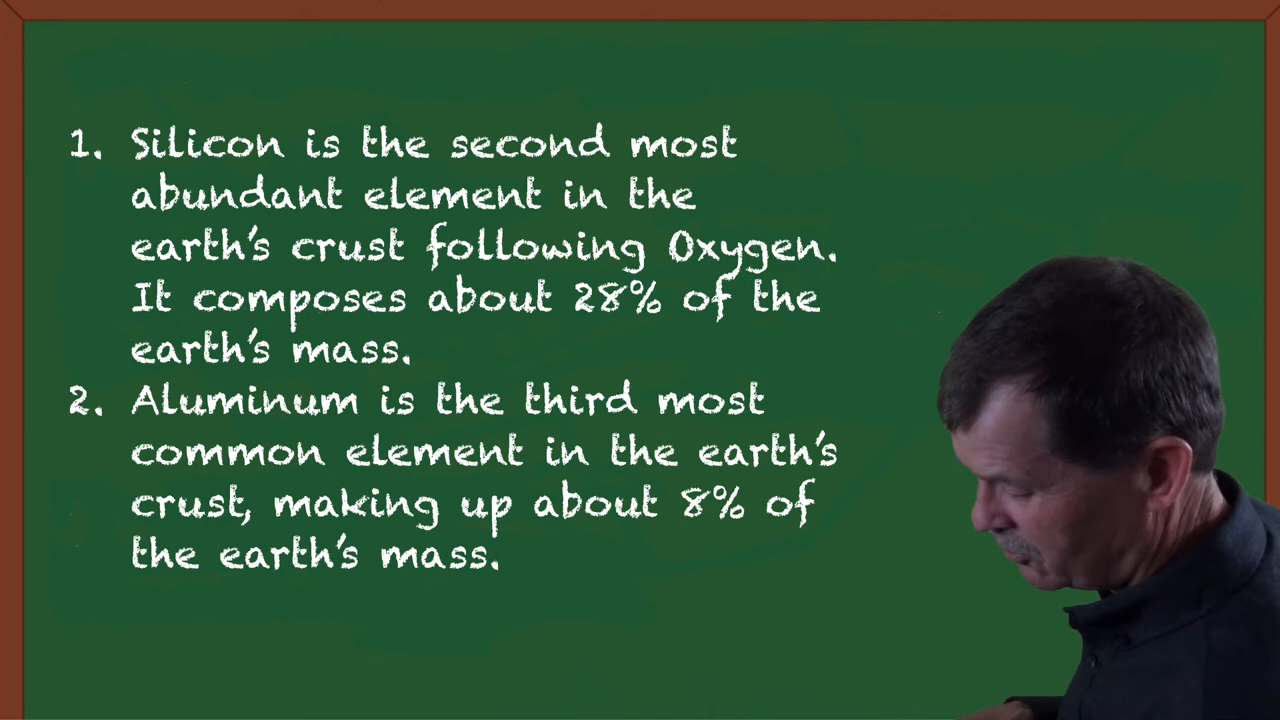 1. Silicon is the second most
abundant element in the
earth's crust following Oxygen.
It composes about 28% of the
earth's mass.
2. Aluminum is the third most
common element in the earth's
crust, making up about 8% of
the earth's mass.